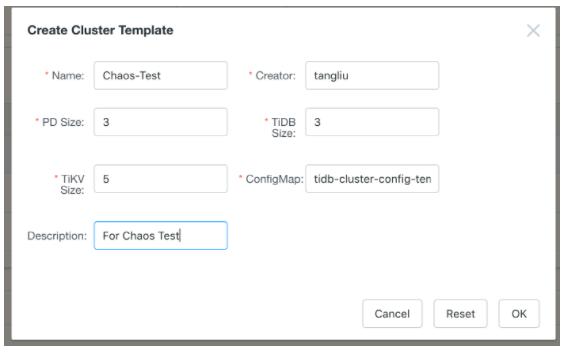 Create Cluster Template
* Name: Chaos-Test * Creator: tangliu
* PD Size: 3 * TiDB Size: 3
* TiKV Size: 5 * ConfigMap: tidb-cluster-config-ten
Description: For Chaos Test
Cancel Reset OK